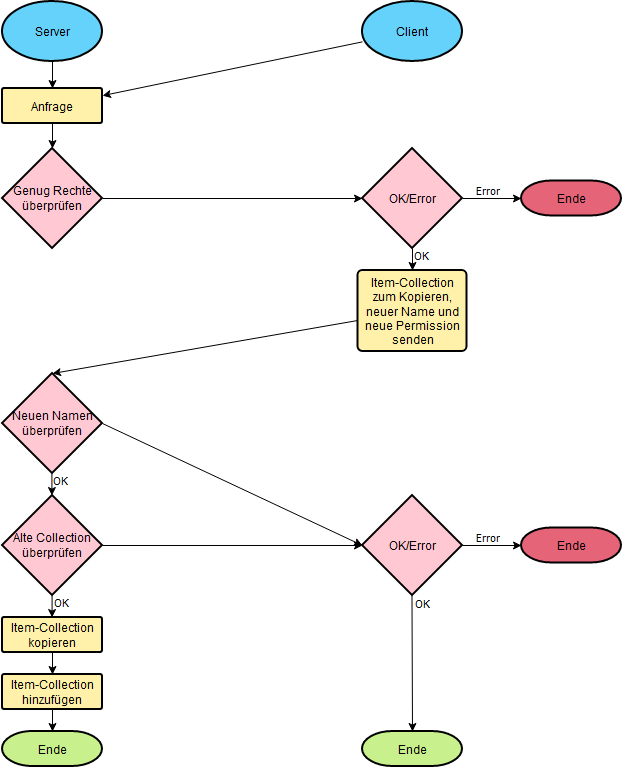 Server
Client
Anfrage
Genug Rechte
überprüfen
OK/Error
Error
Ende
OK
Item-Collection
zum Kopieren,
neuer Name und
neue Permission
senden
Neuen Namen
überprüfen
OK
Alte Collection
überprüfen
OK/Error
Error
Ende
OK
OK
Item-Collection
kopieren
Item-Collection
hinzufügen
Ende
Ende